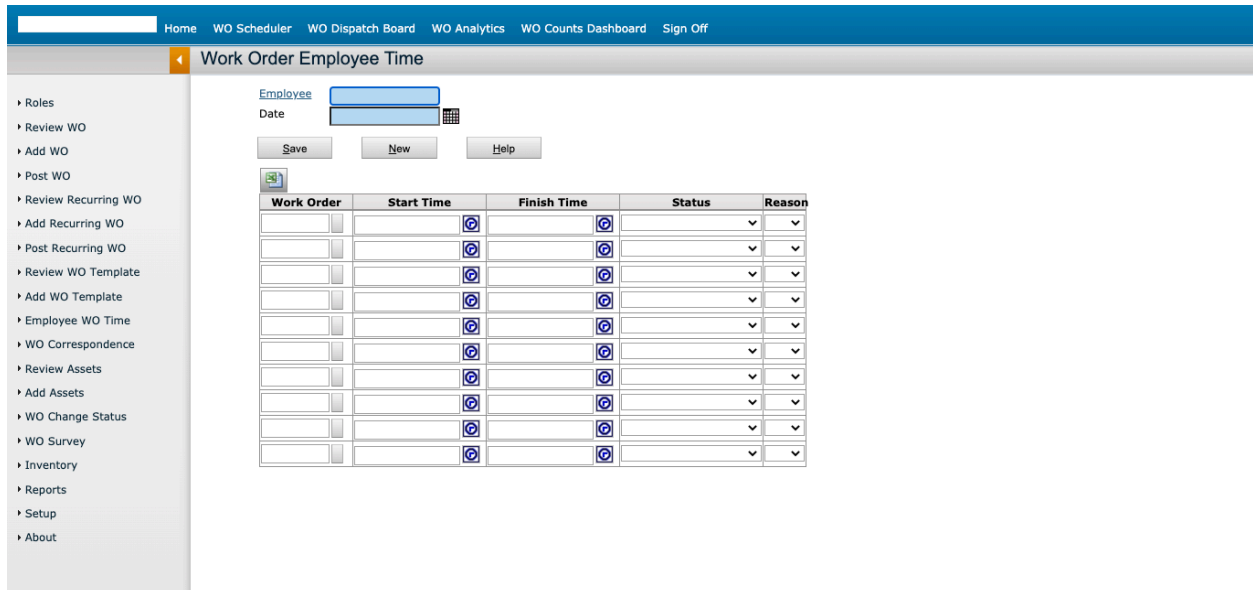 Home WO Scheduler WO Dispatch Board WO Analytics WO Counts Dashboard Sign Off
Work Order Employee Time
Roles
Review WO
Add WO
Post WO
Review Recurring WO
Add Recurring WO
Post Recurring WO
Review WO Template
Add WO Template
Employee WO Time
WO Correspondence
Review Assets
Add Assets
WO Change Status
WO Survey
Inventory
Reports
Setup
About
Employee
Date
Save New Help
Work Order Start Time Finish Time Status Reason